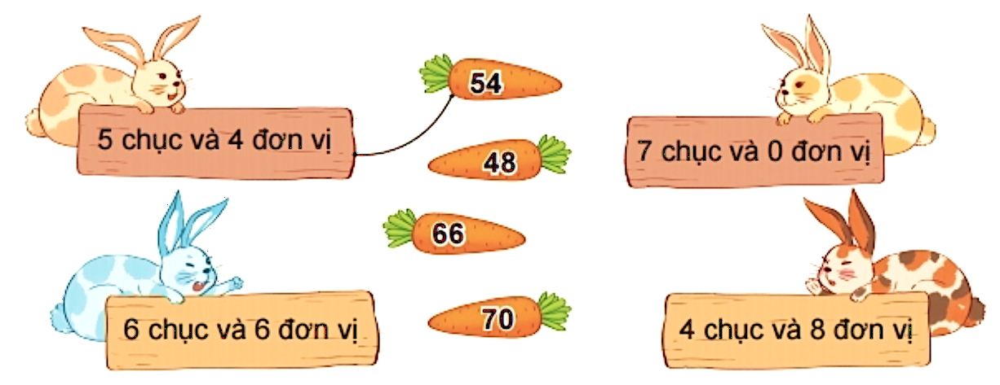 5 chục và 4 đơn vị
54
48
66
70
7 chục và 0 đơn vị
6 chục và 6 đơn vị
4 chục và 8 đơn vị